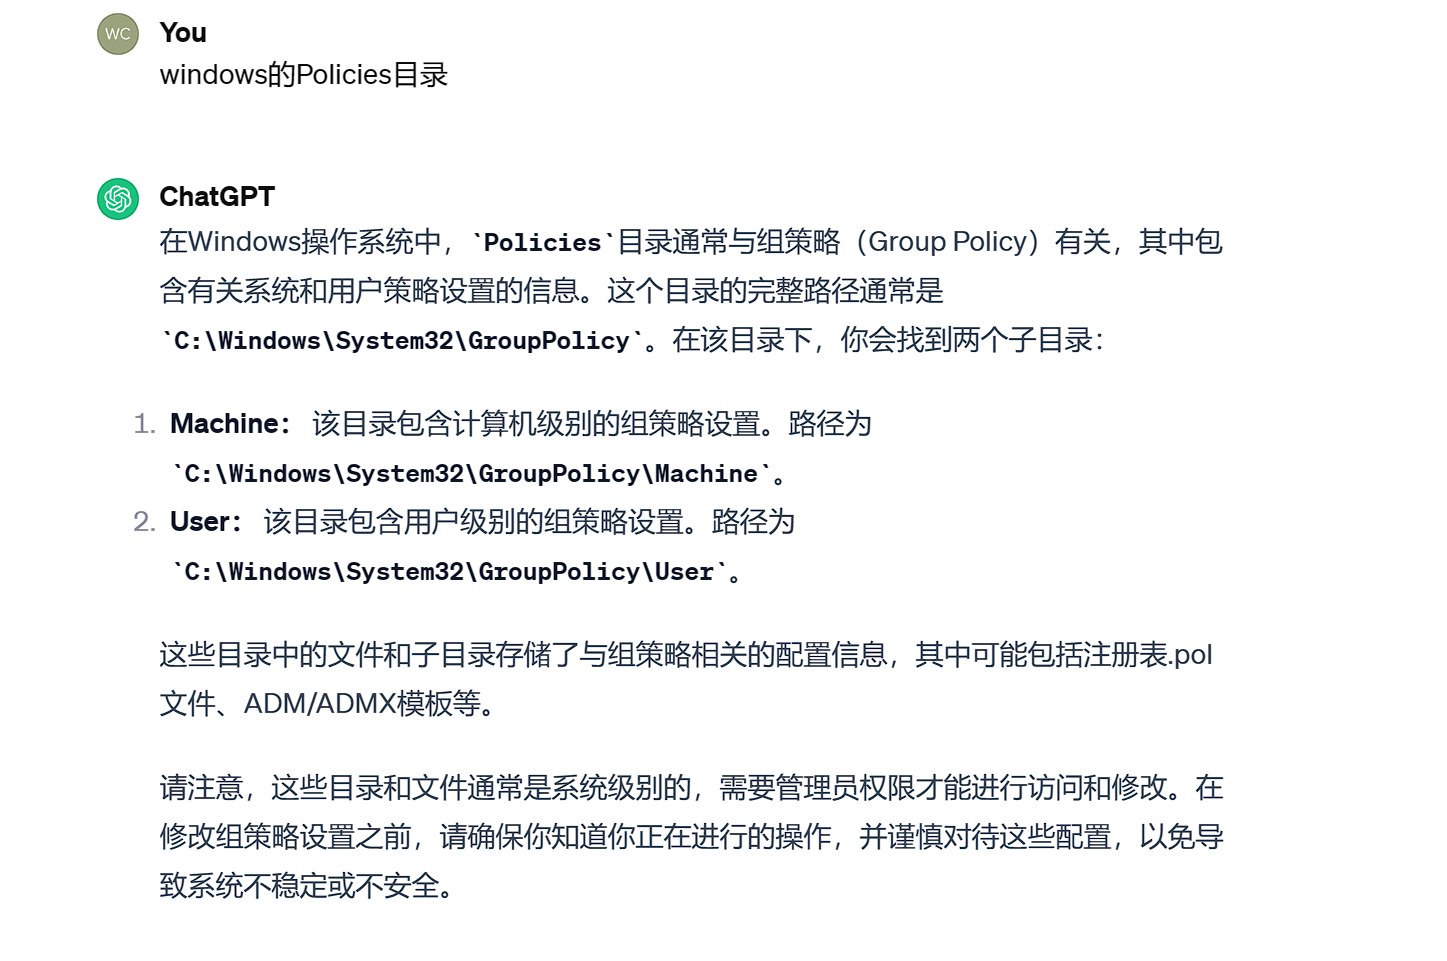 WC
You
windows的Policies目录
ChatGPT
在Windows操作系统中，`Policies`目录通常与组策略（Group Policy）有关，其中包
含有关系统和用户策略设置的信息。这个目录的完整路径通常是
`C:\Windows\System32\GroupPolicy`。在该目录下，你会找到两个子目录：
1. Machine： 该目录包含计算机级别的组策略设置。路径为
`C:\Windows\System32\GroupPolicy\Machine`。
2. User： 该目录包含用户级别的组策略设置。路径为
`C:\Windows\System32\GroupPolicy\User`。
这些目录中的文件和子目录存储了与组策略相关的配置信息，其中可能包括注册表.pol
文件、ADM/ADMX模板等。
请注意，这些目录和文件通常是系统级别的，需要管理员权限才能进行访问和修改。在
修改组策略设置之前，请确保你知道你正在进行的操作，并谨慎对待这些配置，以免导
致系统不稳定或不安全。